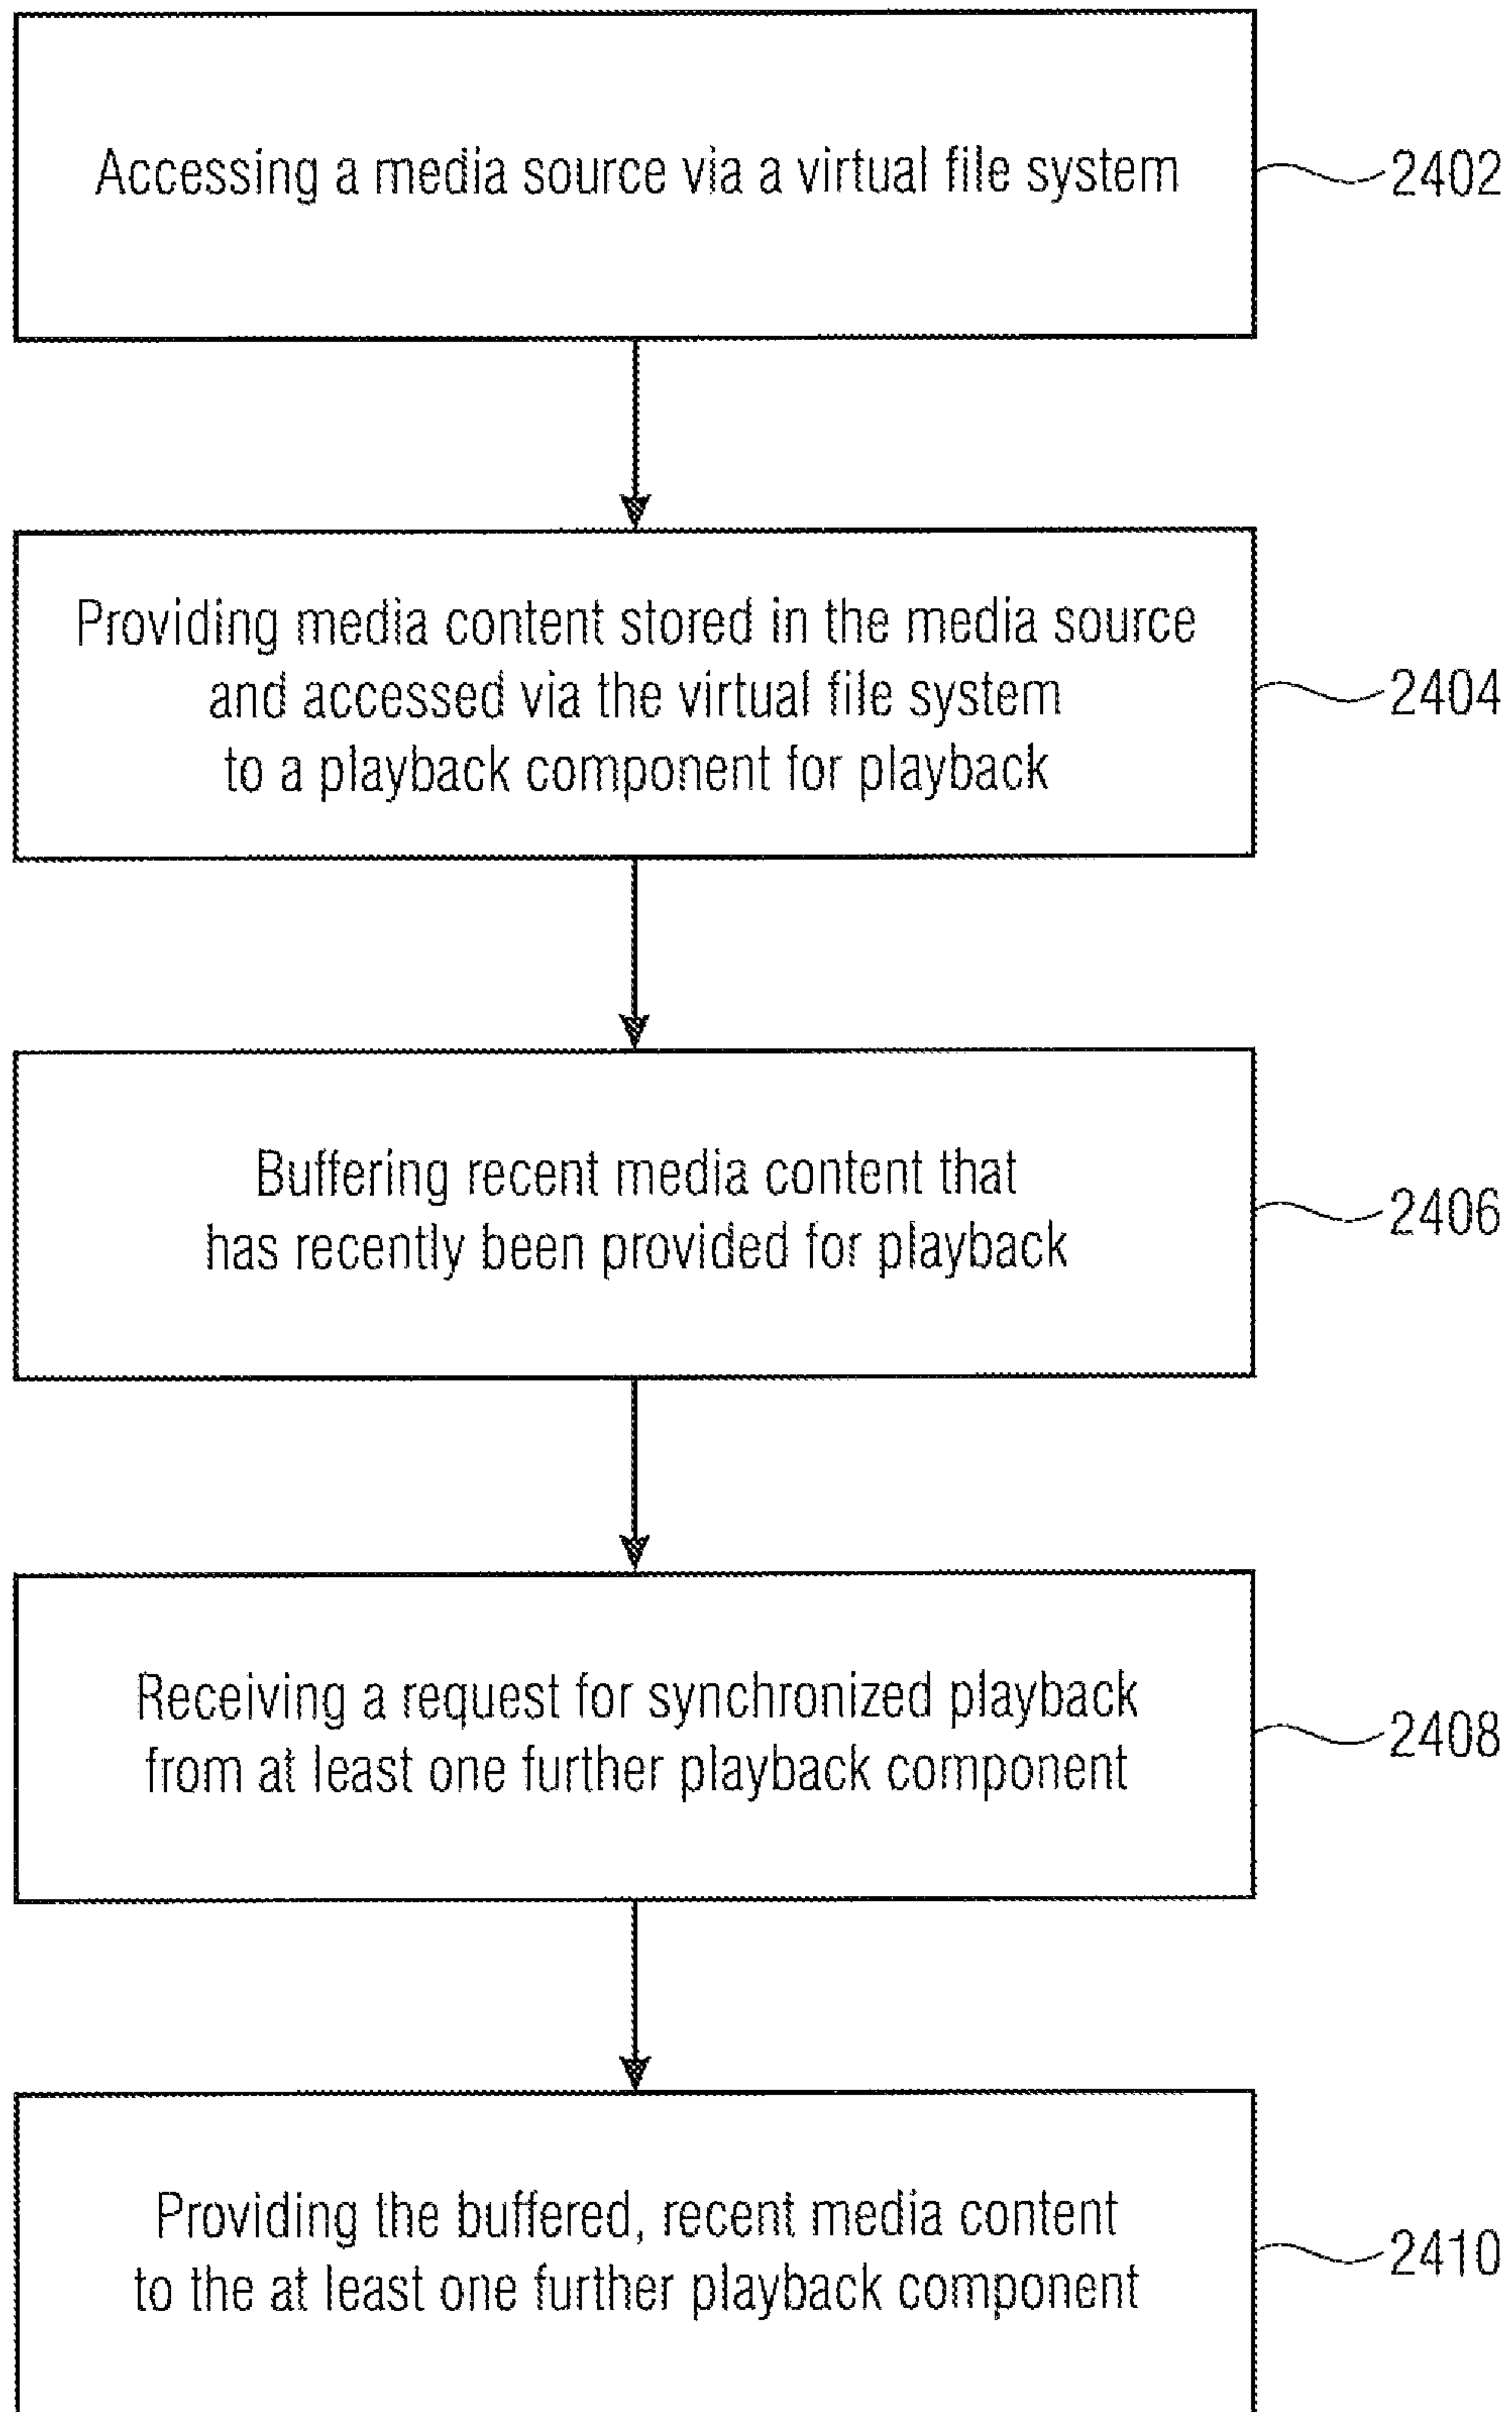 Accessing a media source via a virtual file system
2402
Providing media content stored in the media source
and accessed via the virtual file system
to a playback component for playback
2404
Buffering recent media content that
has recently been provided for playback
2406
Receiving a request for synchronized playback
from at least one further playback component
2408
Providing the buffered, recent media content
to the at least one further playback component
2410